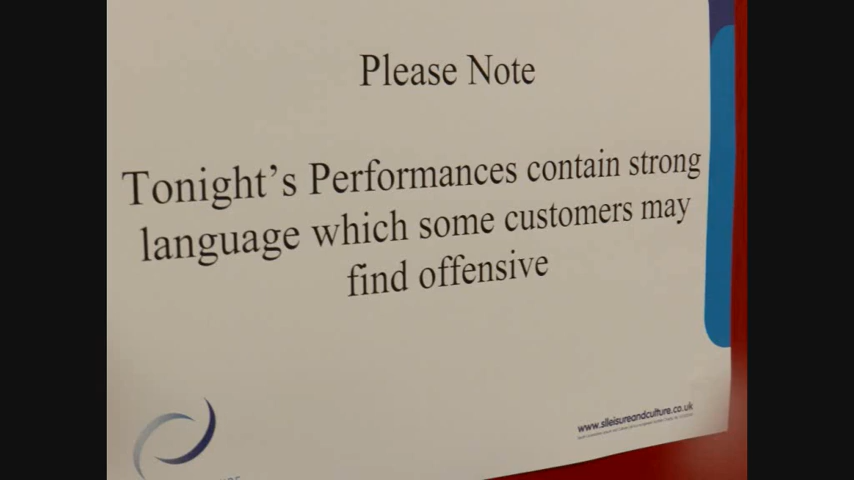 Please Note
Tonight's Performances contain strong
language which some customers may
find offensive
www.slleisureandculture.co.uk